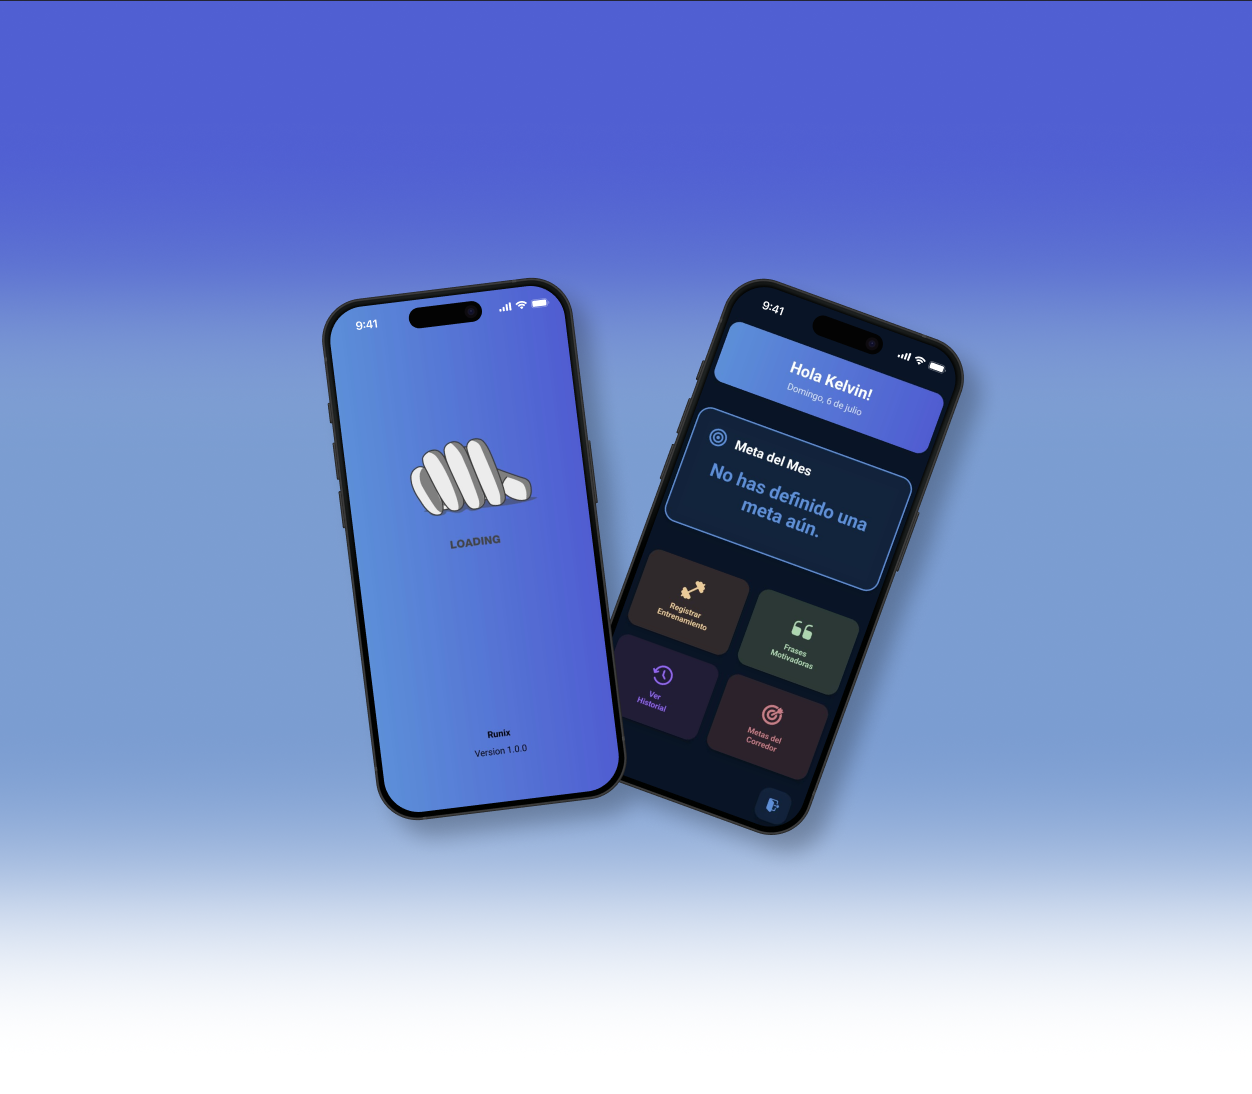 9:41
LOADING
Runix
Version 1.0.0
9:41
Hola Kelvin!
Domingo, 6 de julio
Meta del Mes
No has definido una
meta aún.
Registrar
Entrenamiento
Frases
Motivadoras
Ver
Historial
Metas del
Corredor